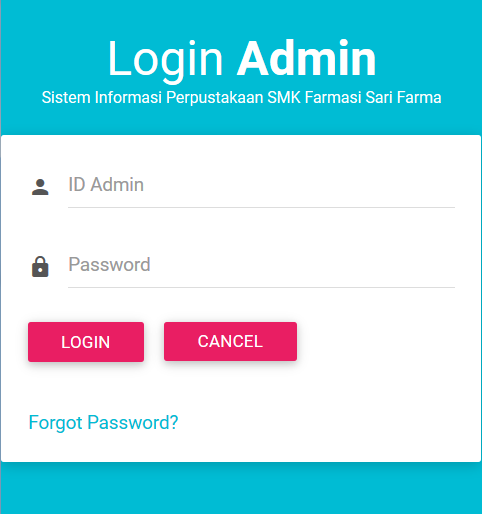 Login Admin
Sistem Informasi Perpustakaan SMK Farmasi Sari Farma
ID Admin
Password
LOGIN CANCEL
Forgot Password?